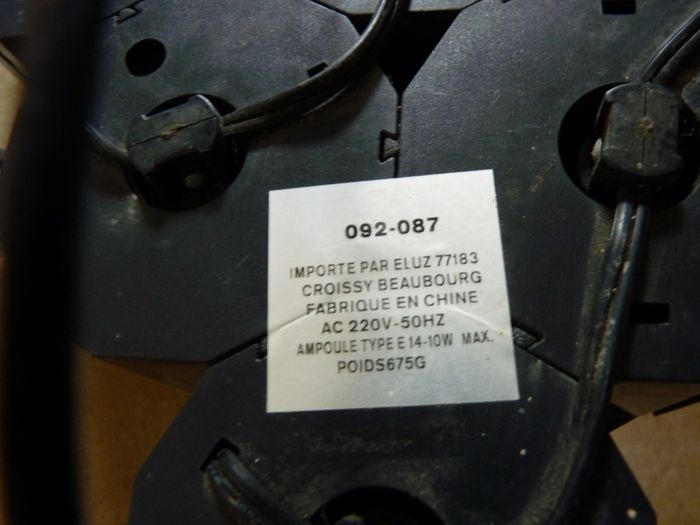 092-087
IMPORTE PAR ELUZ 77183
CROISSY BEAUBOURG
FABRIQUE EN CHINE
AC 220V-50HZ
AMPOULE TYPE E 14-10W MAX.
POIDS675G